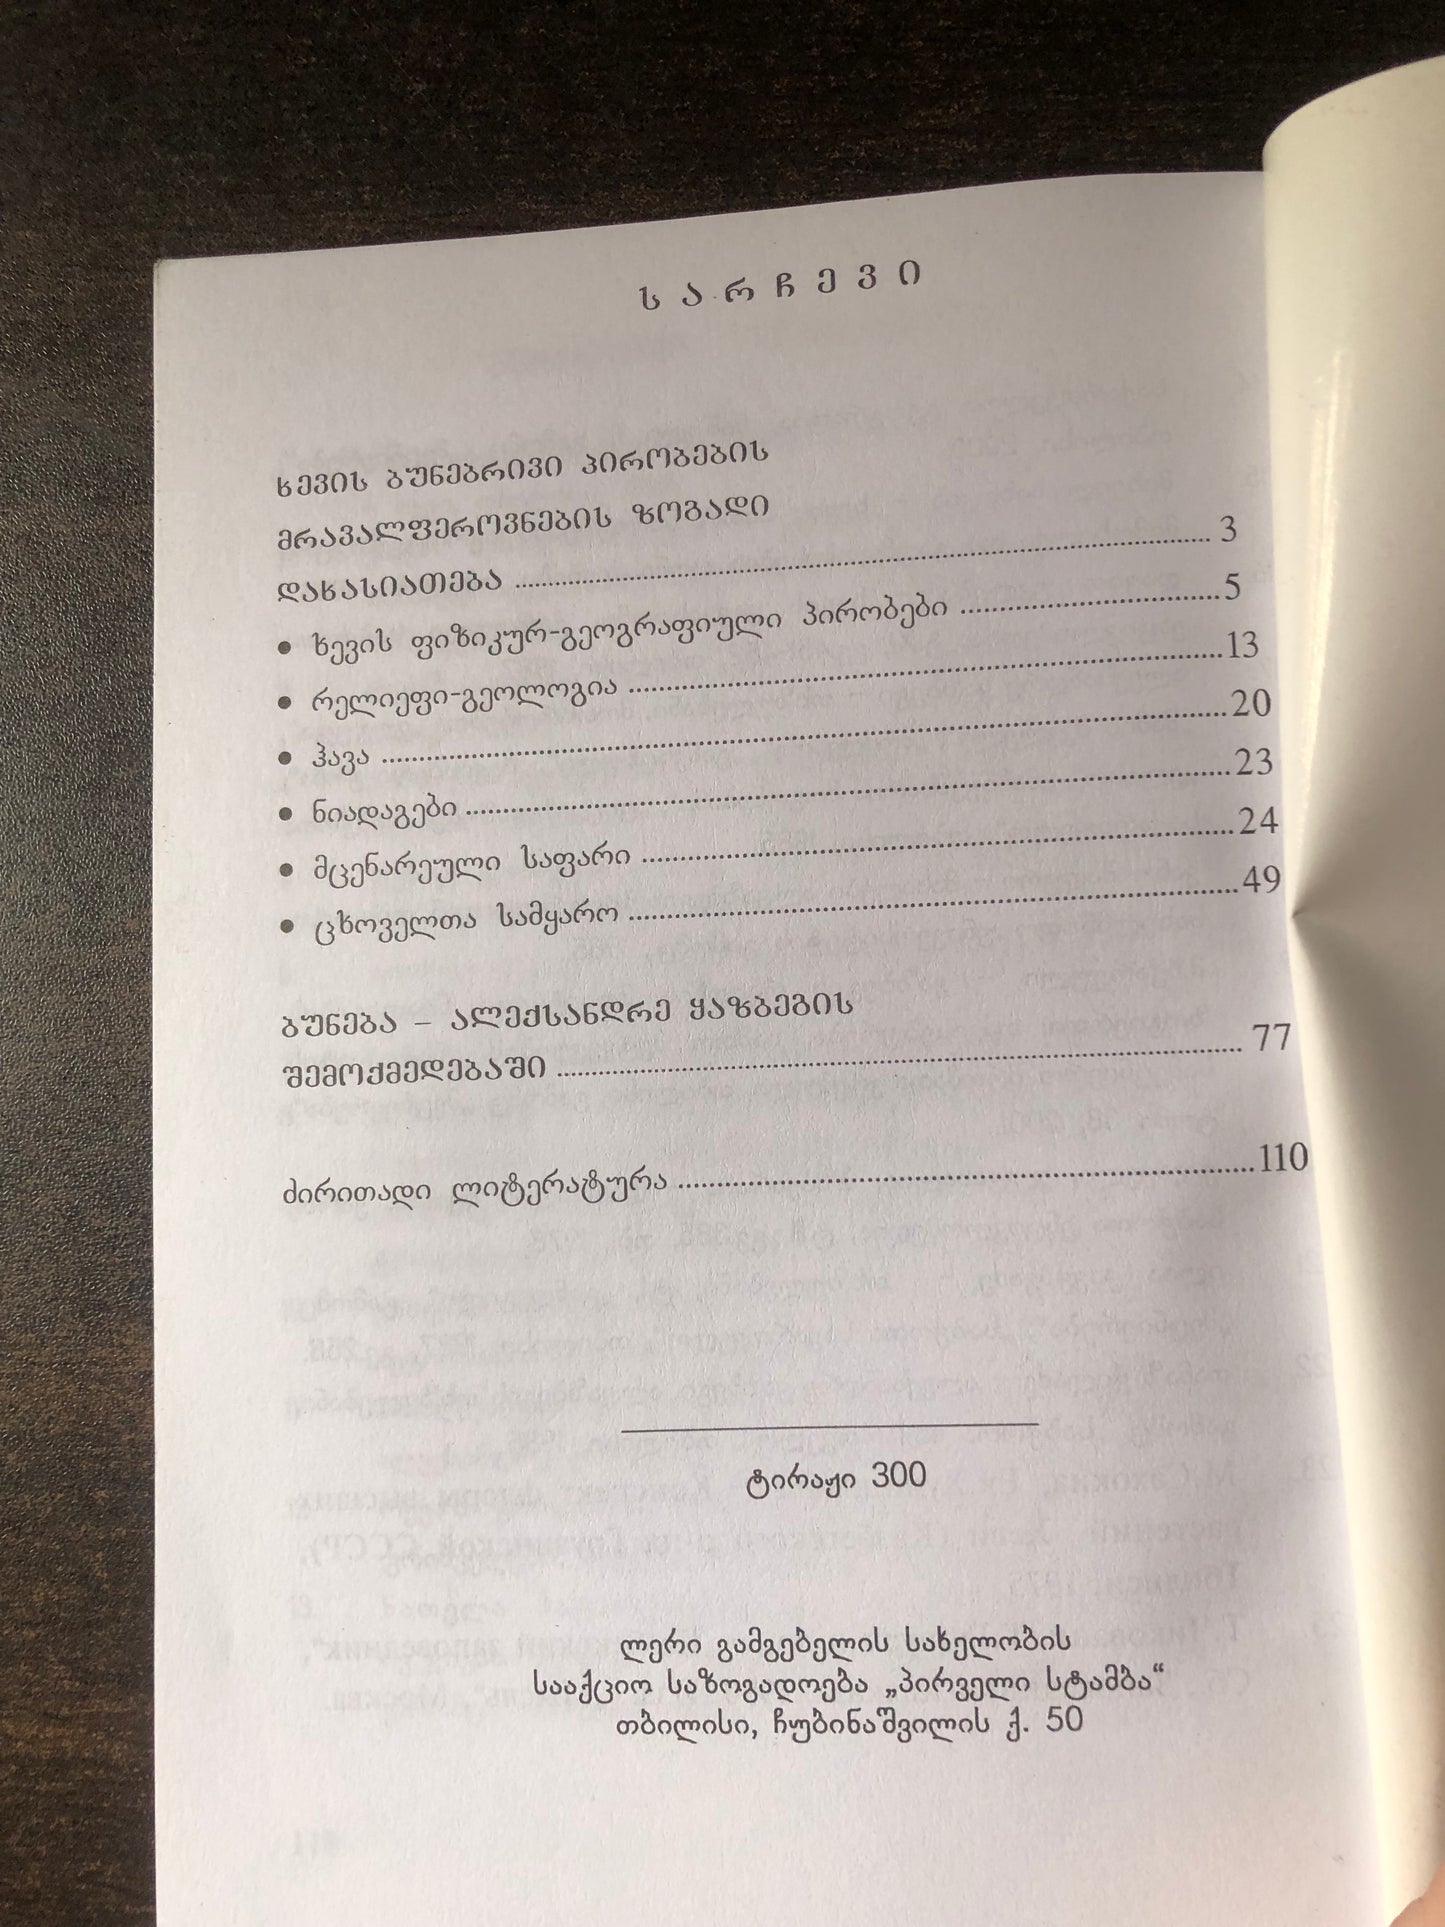 სარჩევი
ხევის ბუნებრივი პირობების
მრავალფეროვნების ზოგადი
დახასიათება ........ 3
• ხევის ფიზიკურ-გეოგრაფიული პირობები ........ 5
• რელიეფი-გეოლოგია ........ 13
• ჰავა ........ 20
• ნიადაგები ........ 23
• მცენარეული საფარი ........ 24
• ცხოველთა სამყარო ........ 49
ბუნება – ალექსანდრე ყაზბეგის
შემოქმედებაში ........ 77
ძირითადი ლიტერატურა ........ 110
ტირაჟი 300
ლერი გამგებელის სახელობის
სააქციო საზოგადოება „პირველი სტამბა“
თბილისი, ჩუბინაშვილის ქ. 50